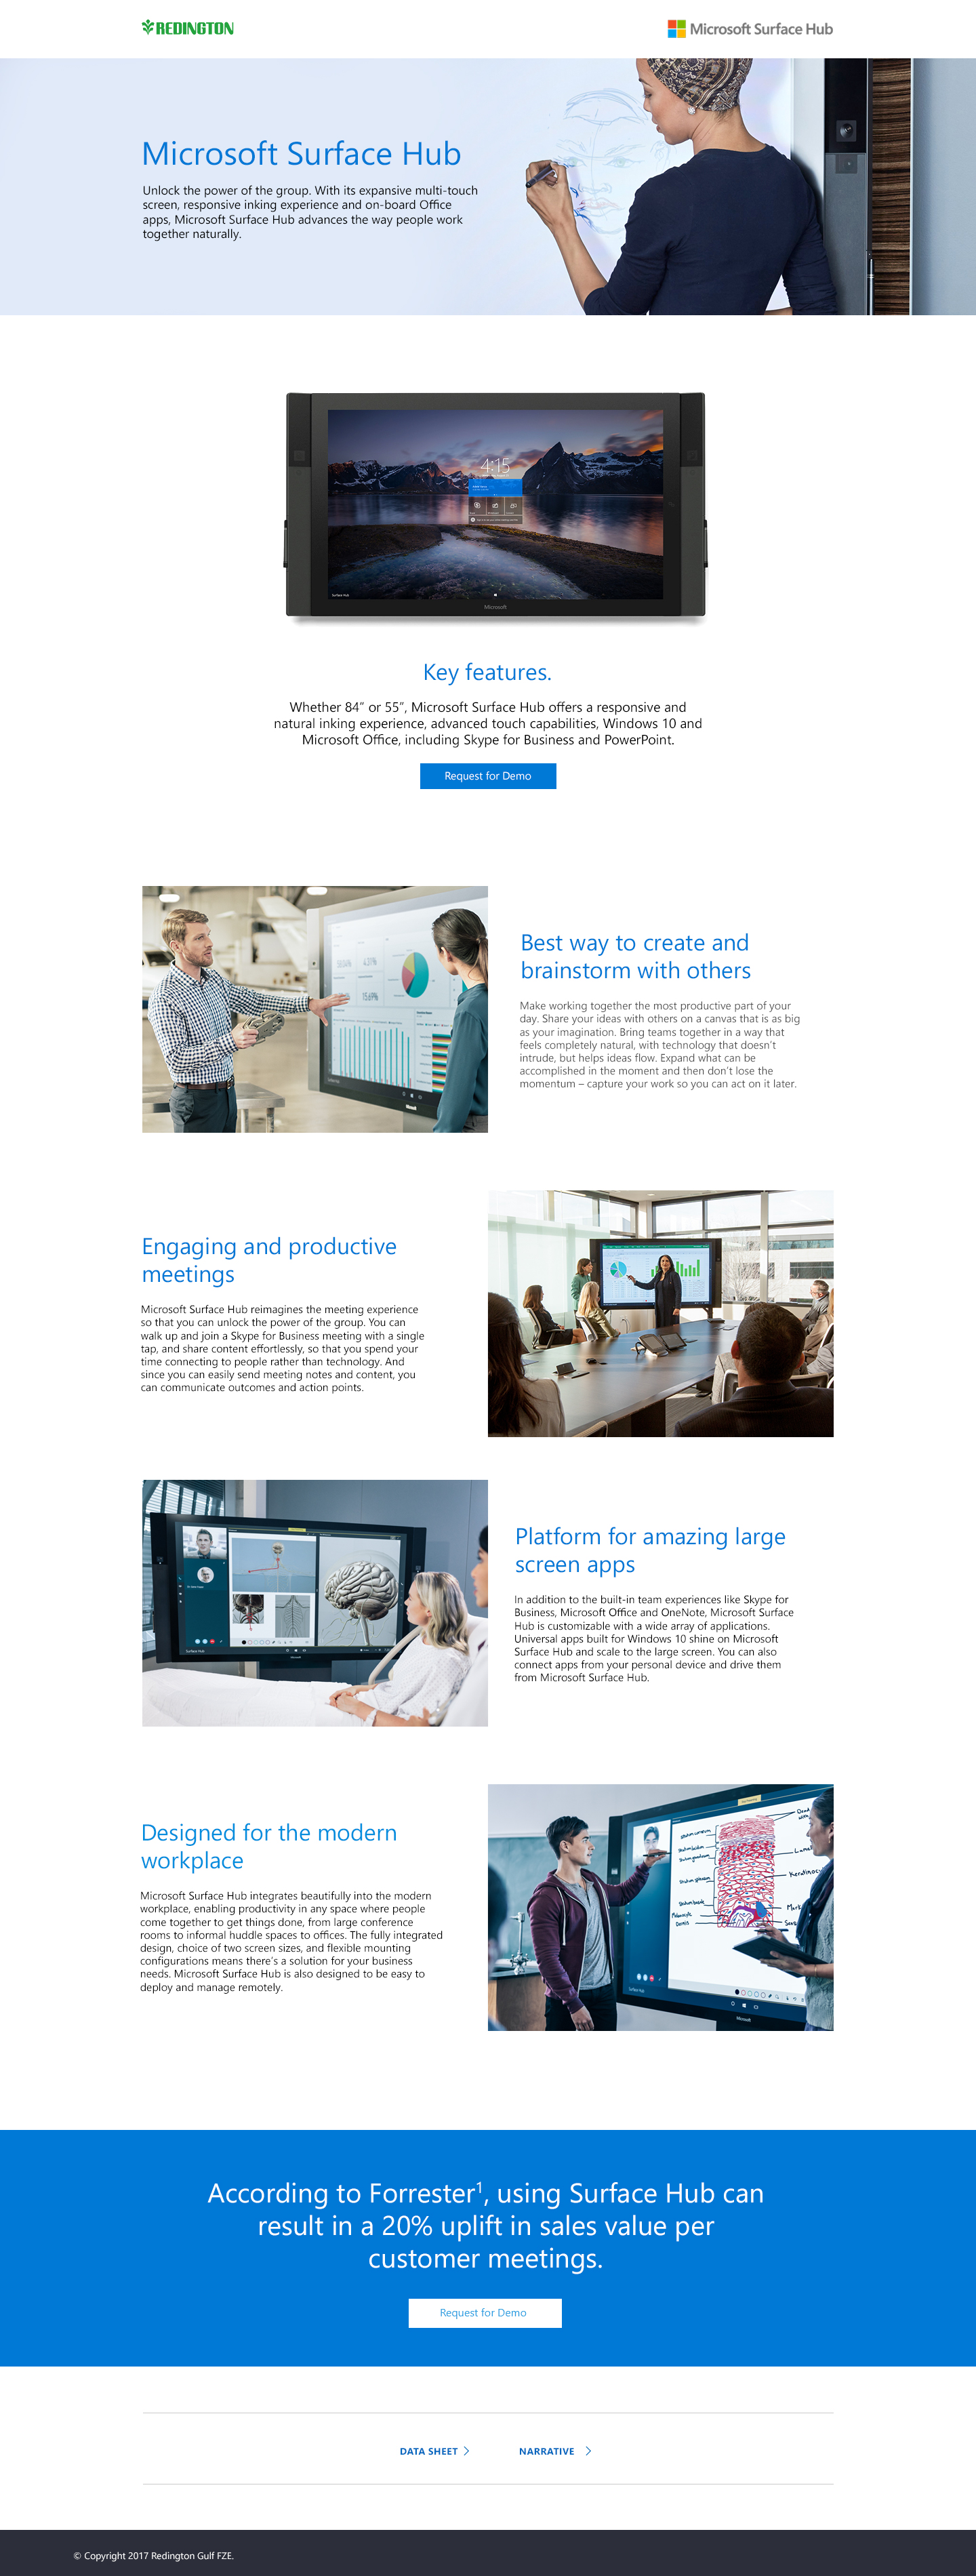 REDINGTON
Microsoft Surface Hub
Microsoft Surface Hub
Unlock the power of the group. With its expansive multi-touch
screen, responsive inking experience and on-board Office
apps, Microsoft Surface Hub advances the way people work
together naturally.
4:15
Surface Hub
Microsoft
Key features.
Whether 84” or 55”, Microsoft Surface Hub offers a responsive and
natural inking experience, advanced touch capabilities, Windows 10 and
Microsoft Office, including Skype for Business and PowerPoint.
Request for Demo
Best way to create and
brainstorm with others
Make working together the most productive part of your
day. Share your ideas with others on a canvas that is as big
as your imagination. Bring teams together in a way that
feels completely natural, with technology that doesn’t
intrude, but helps ideas flow. Expand what can be
accomplished in the moment and then don’t lose the
momentum – capture your work so you can act on it later.
Engaging and productive
meetings
Microsoft Surface Hub reimagines the meeting experience
so that you can unlock the power of the group. You can
walk up and join a Skype for Business meeting with a single
tap, and share content effortlessly, so that you spend your
time connecting to people rather than technology. And
since you can easily send meeting notes and content, you
can communicate outcomes and action points.
Surface Hub
Microsoft
Platform for amazing large
screen apps
In addition to the built-in team experiences like Skype for
Business, Microsoft Office and OneNote, Microsoft Surface
Hub is customizable with a wide array of applications.
Universal apps built for Windows 10 shine on Microsoft
Surface Hub and scale to the large screen. You can also
connect apps from your personal device and drive them
from Microsoft Surface Hub.
Designed for the modern
workplace
Microsoft Surface Hub integrates beautifully into the modern
workplace, enabling productivity in any space where people
come together to get things done, from large conference
rooms to informal huddle spaces to offices. The fully integrated
design, choice of two screen sizes, and flexible mounting
configurations means there’s a solution for your business
needs. Microsoft Surface Hub is also designed to be easy to
deploy and manage remotely.
Surface Hub
Microsoft
According to Forrester¹, using Surface Hub can
result in a 20% uplift in sales value per
customer meetings.
Request for Demo
DATA SHEET
NARRATIVE
© Copyright 2017 Redington Gulf FZE.